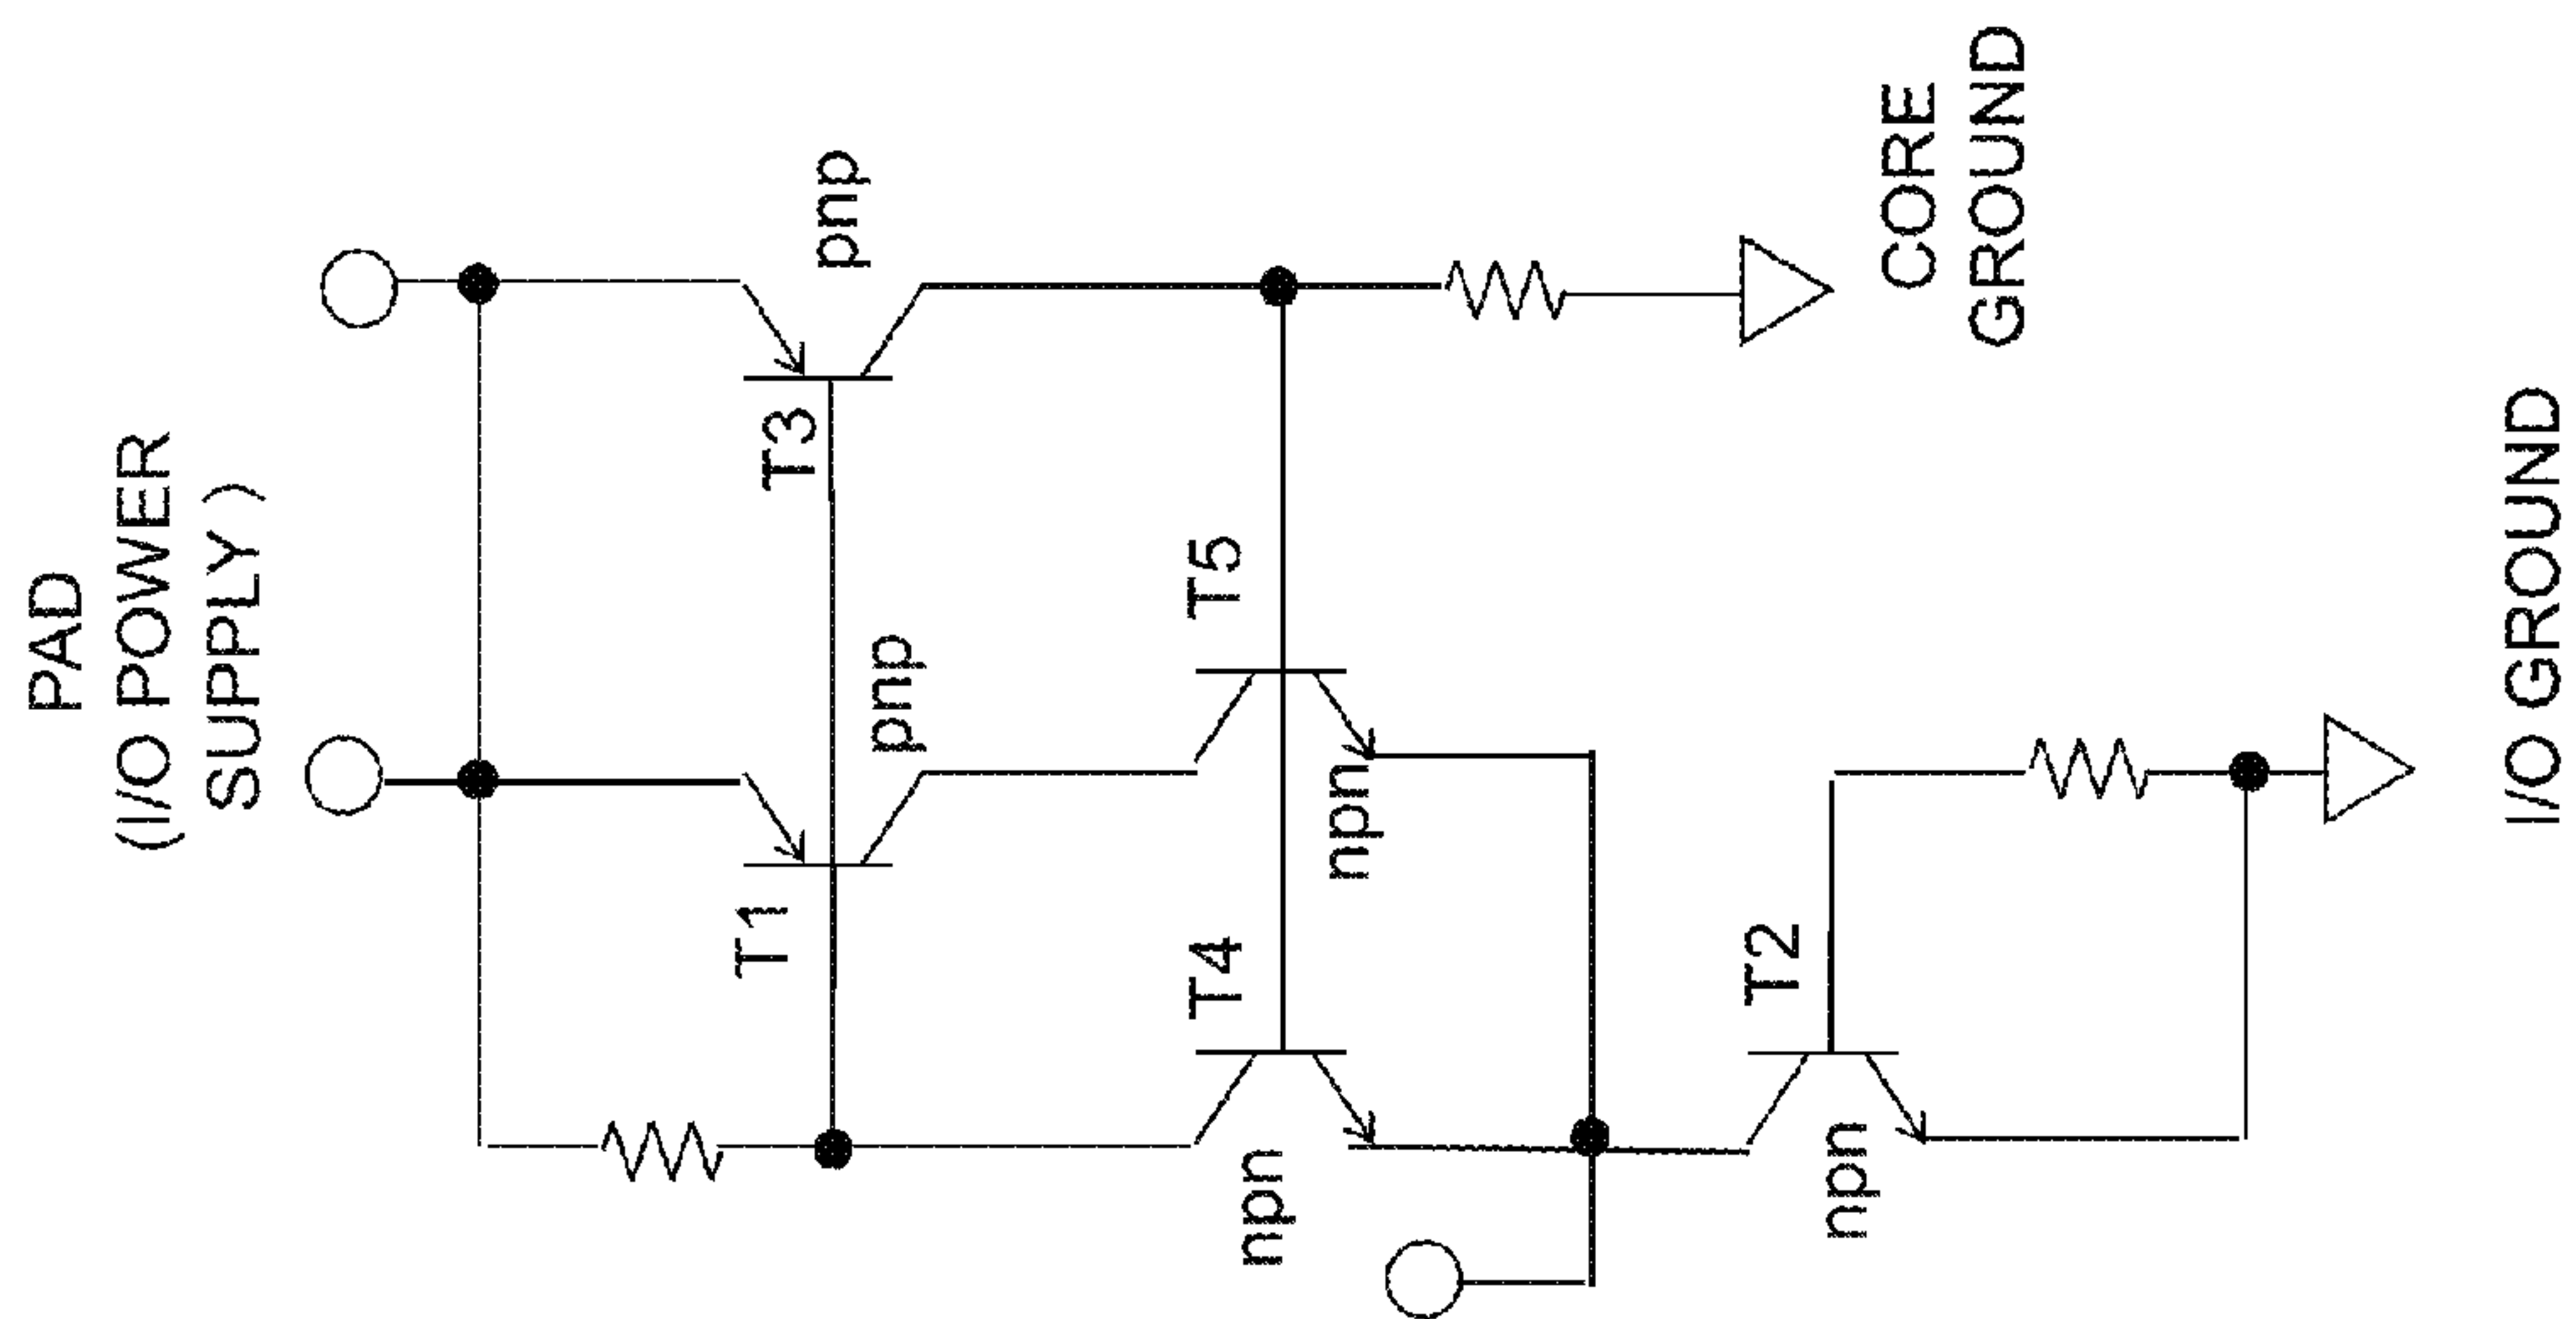 PAD
(I/O POWER
SUPPLY )
T1
pnp
T3
pnp
T4
npn
T5
npn
T2
npn
CORE
GROUND
I/O GROUND